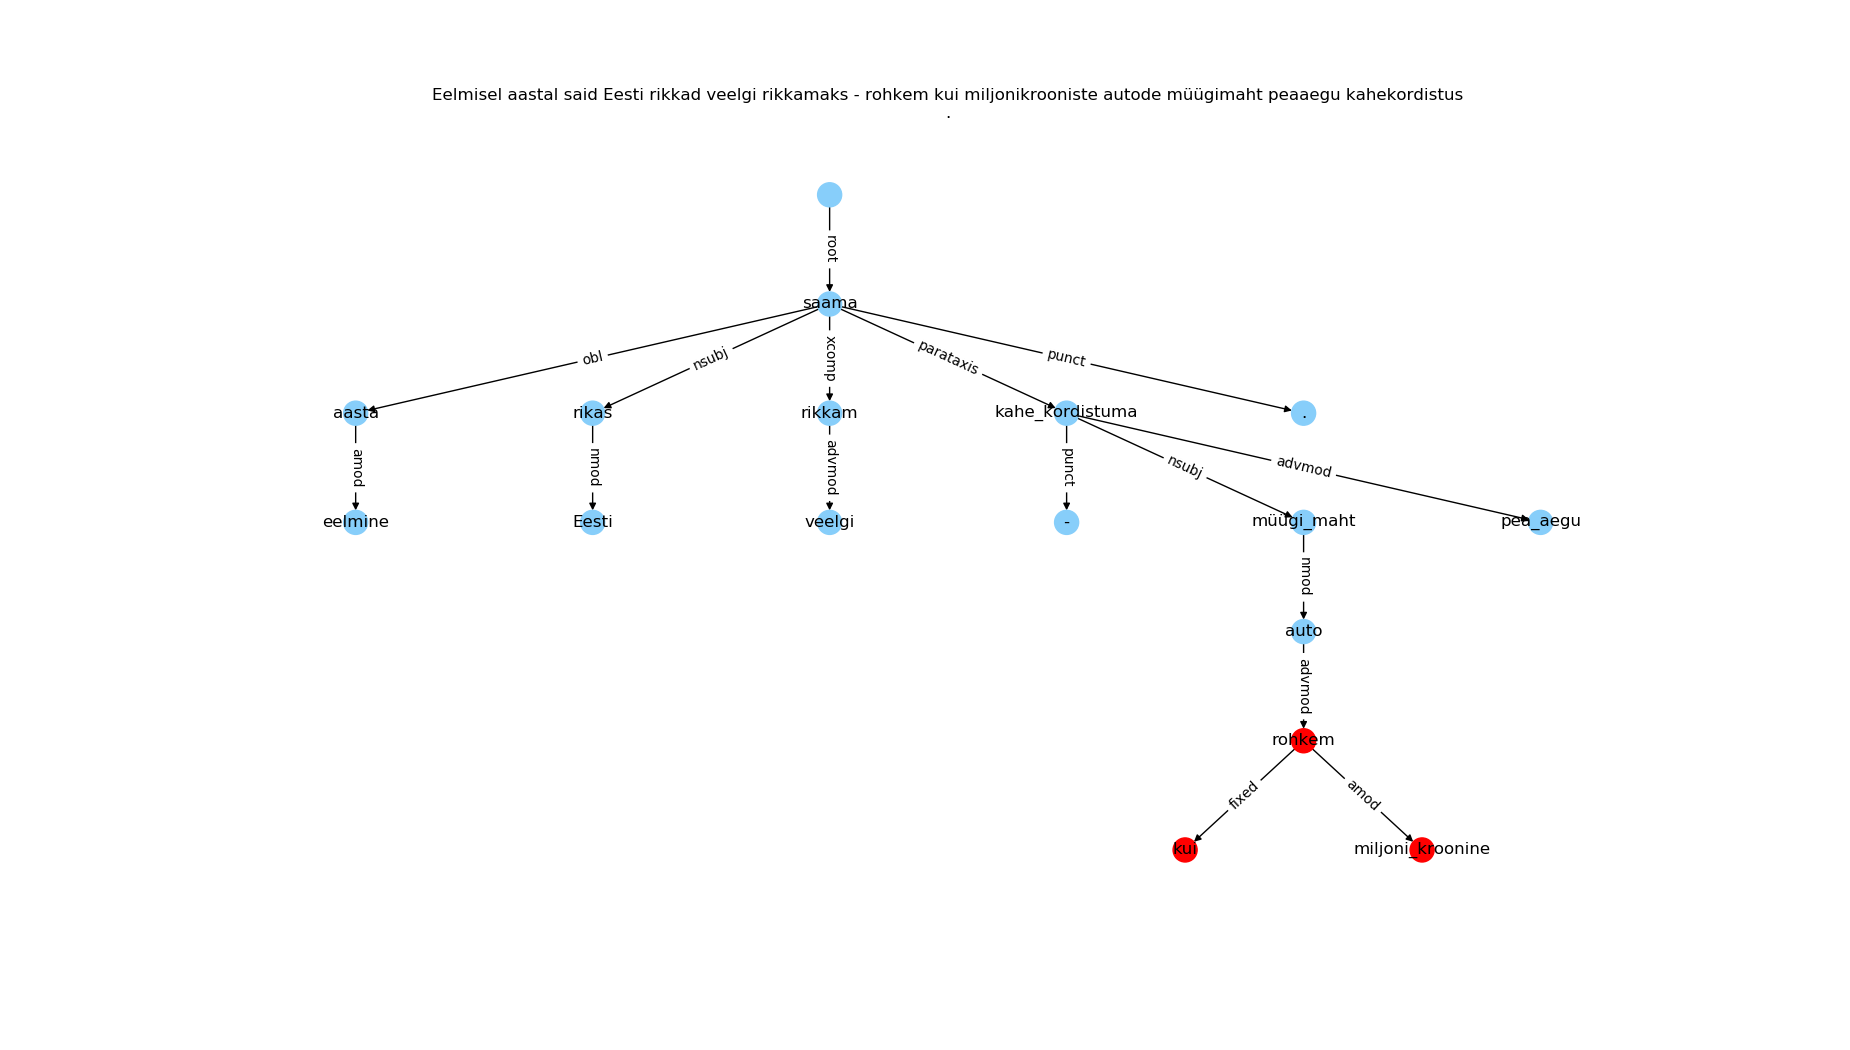 Eelmisel aastal said Eesti rikkad veelgi rikkamaks - rohkem kui miljonikrooniste autode müügimaht peaaegu kahekordistus
.
root
saama
obl
nsubj
xcomp
parataxis
punct
aasta
rikas
rikkam
kahe_kordistuma
.
amod
nmod
advmod
punct
nsubj
advmod
eelmine
Eesti
veelgi
-
müügi_maht
pea_aegu
nmod
auto
advmod
rohkem
fixed
amod
kui
miljoni_kroonine